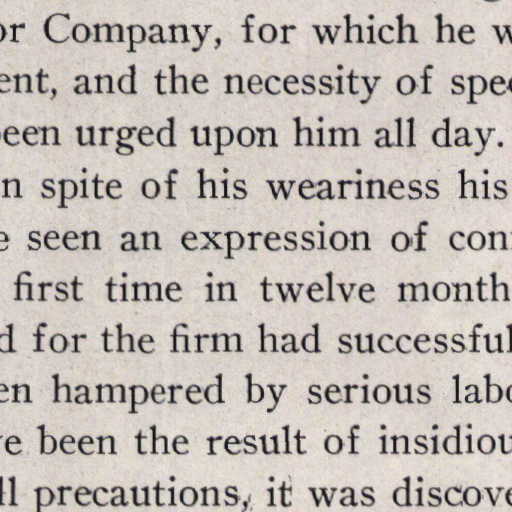 or Company, for which he w
ent, and the necessity of spe
been urged upon him all day.
n spite of his weariness his
e seen an expression of con
first time in twelve month
d for the firm had successful
en hampered by serious labo
ve been the result of insidiou
ll precautions, it was discove